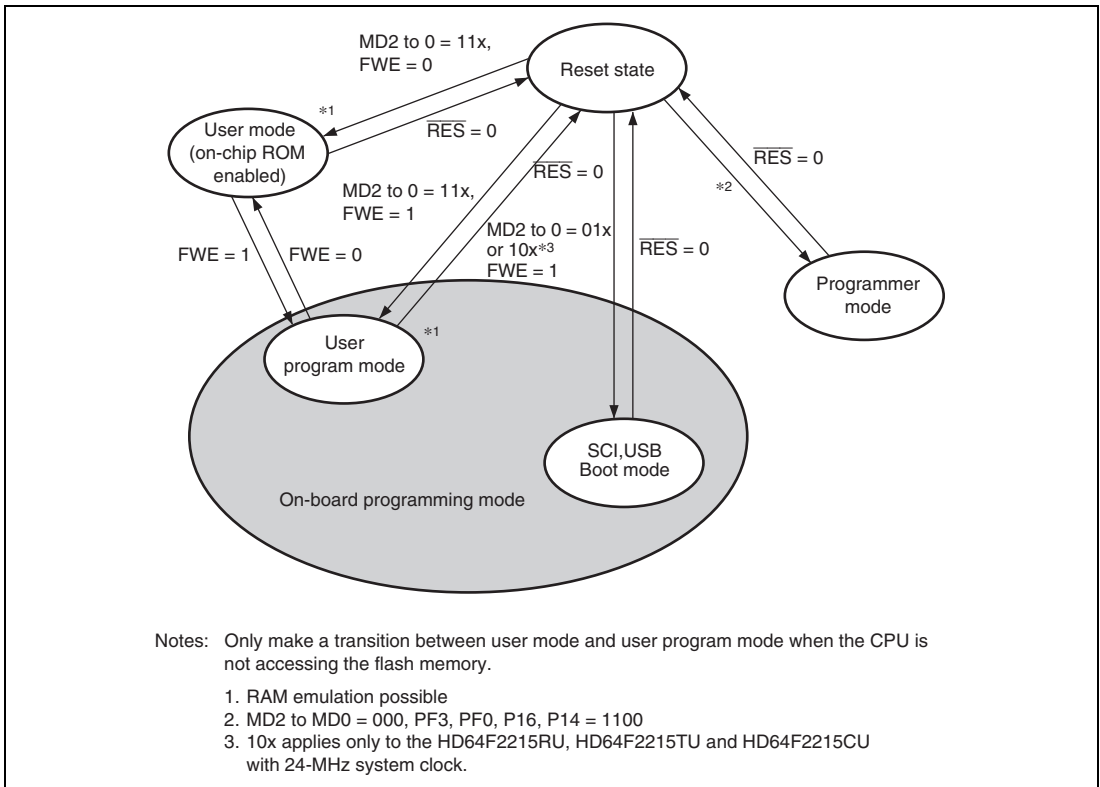 MD2 to 0 = 11x,
FWE = 0
Reset state
*1
RES = 0
User mode
(on-chip ROM
enabled)
MD2 to 0 = 11x,
FWE = 1
RES = 0
RES = 0
*2
MD2 to 0 = 01x
or 10x*3
FWE = 1
RES = 0
FWE = 1
FWE = 0
Programmer
mode
User
program mode
*1
SCI,USB
Boot mode
On-board programming mode
Notes: Only make a transition between user mode and user program mode when the CPU is
not accessing the flash memory.
1. RAM emulation possible
2. MD2 to MD0 = 000, PF3, PF0, P16, P14 = 1100
3. 10x applies only to the HD64F2215RU, HD64F2215TU and HD64F2215CU
with 24-MHz system clock.